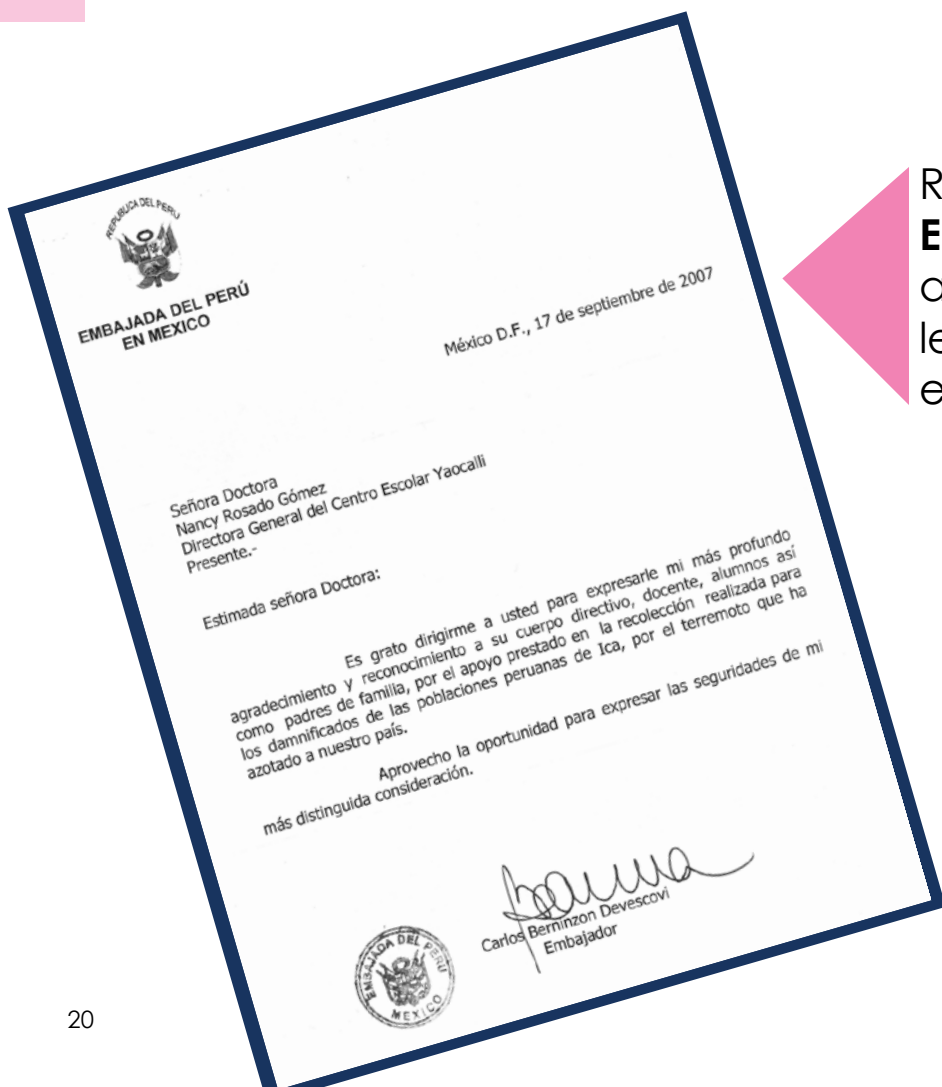 REPUBLICA DEL PERU
EMBAJADA DEL PERÚ
EN MEXICO
México D.F., 17 de septiembre de 2007
Señora Doctora
Nancy Rosado Gómez
Directora General del Centro Escolar Yaocalli
Presente.-
Estimada señora Doctora:
Es grato dirigirme a usted para expresarle mi más profundo
agradecimiento y reconocimiento a su cuerpo directivo, docente, alumnos así
como padres de familia, por el apoyo prestado en la recolección realizada para
los damnificados de las poblaciones peruanas de Ica, por el terremoto que ha
azotado a nuestro país.
Aprovecho la oportunidad para expresar las seguridades de mi
más distinguida consideración.
Carlos Berninzon Devescovi
Embajador
EMBAJADA DEL PERU
MEXICO
20